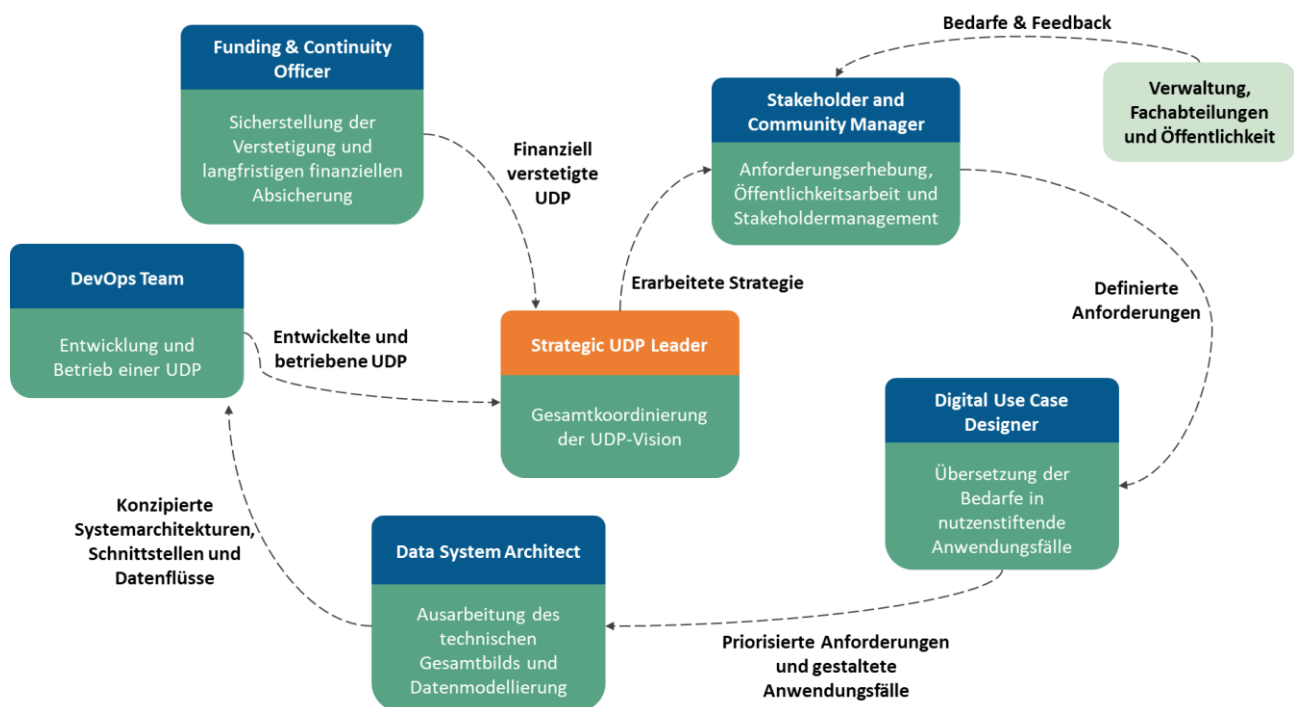 Funding & Continuity
Officer
Sicherstellung der
Verstetigung und
langfristigen finanziellen
Absicherung
Bedarfe & Feedback
Verwaltung,
Fachabteilungen
und Öffentlichkeit
Stakeholder and
Community Manager
Anforderungserhebung,
Öffentlichkeitsarbeit und
Stakeholdermanagement
Finanziell
verstetigte
UDP
Erarbeitete Strategie
Definierte
Anforderungen
DevOps Team
Entwicklung und
Betrieb einer UDP
Entwickelte und
betriebene UDP
Strategic UDP Leader
Gesamtkoordinierung
der UDP-Vision
Digital Use Case
Designer
Übersetzung der
Bedarfe in
nutzenstiftende
Anwendungsfälle
Konzipierte
Systemarchitekturen,
Schnittstellen und
Datenflüsse
Data System Architect
Ausarbeitung des
technischen
Gesamtbilds und
Datenmodellierung
Priorisierte Anforderungen
und gestaltete
Anwendungsfälle